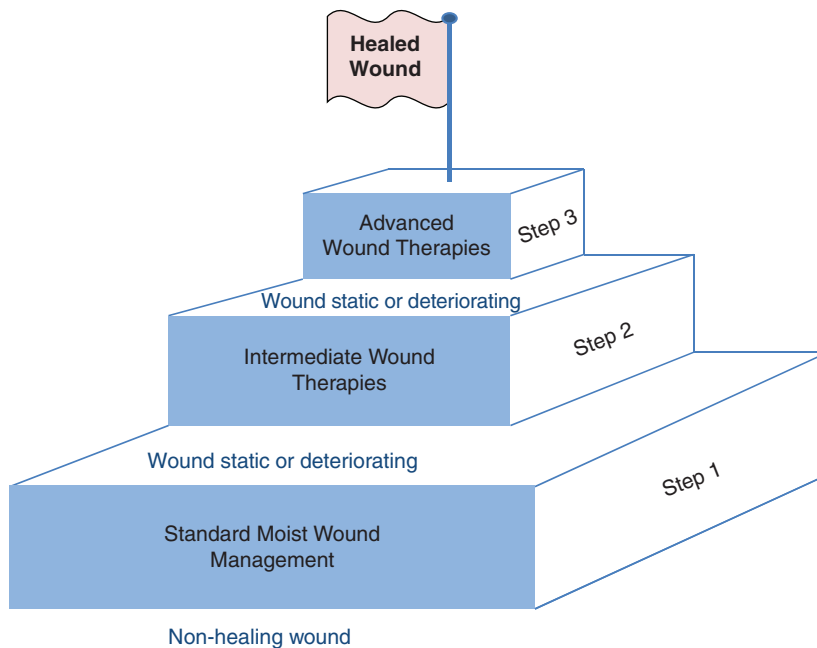 Healed
Wound
Advanced
Wound Therapies
Step 3
Wound static or deteriorating
Intermediate Wound
Therapies
Step 2
Wound static or deteriorating
Standard Moist Wound
Management
Step 1
Non-healing wound